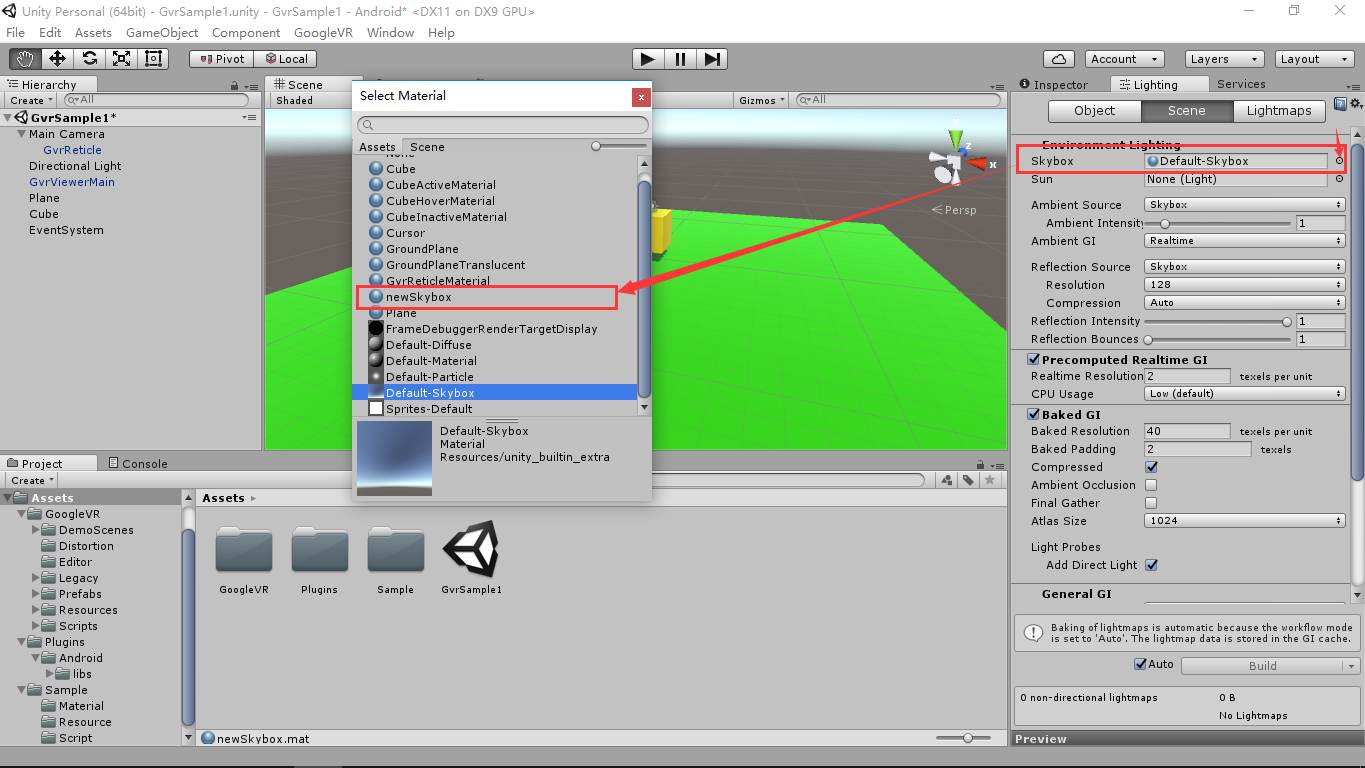 Unity Personal (64bit) - GvrSample1.unity - GvrSample1 - Android* <DX11 on DX9 GPU>
File Edit Assets GameObject Component GoogleVR Window Help
Pivot Local Account Layers Layout
Hierarchy
Create All
GvrSample1*
Main Camera
GvrReticle
Directional Light
GvrViewerMain
Plane
Cube
EventSystem
Scene
Shaded
Gizmos All
y
z
x
Persp
Select Material
x
Assets Scene
None
Cube
CubeActiveMaterial
CubeHoverMaterial
CubeInactiveMaterial
Cursor
GroundPlane
GroundPlaneTranslucent
GvrReticleMaterial
newSkybox
Plane
FrameDebuggerRenderTargetDisplay
Default-Diffuse
Default-Material
Default-Particle
Default-Skybox
Sprites-Default
Default-Skybox
Material
Resources/unity_builtin_extra
Inspector Lighting Services
Object Scene Lightmaps
Environment Lighting
Skybox Default-Skybox
Sun None (Light)
Ambient Source Skybox
Ambient Intensity 1
Ambient GI Realtime
Reflection Source Skybox
Resolution 128
Compression Auto
Reflection Intensity 1
Reflection Bounces 1
Precomputed Realtime GI
Realtime Resolution 2 texels per unit
CPU Usage Low (default)
Baked GI
Baked Resolution 40 texels per unit
Baked Padding 2 texels
Compressed
Ambient Occlusion
Final Gather
Atlas Size 1024
Light Probes
Add Direct Light
General GI
Baking of lightmaps is automatic because the workflow mode
is set to 'Auto'. The lightmap data is stored in the GI cache.
Auto Build
0 non-directional lightmaps 0 B
No Lightmaps
Preview
Project Console
Create
Assets
GoogleVR
DemoScenes
Distortion
Editor
Legacy
Prefabs
Resources
Scripts
Plugins
Android
libs
Sample
Material
Resource
Script
Assets
GoogleVR Plugins Sample GvrSample1
newSkybox.mat